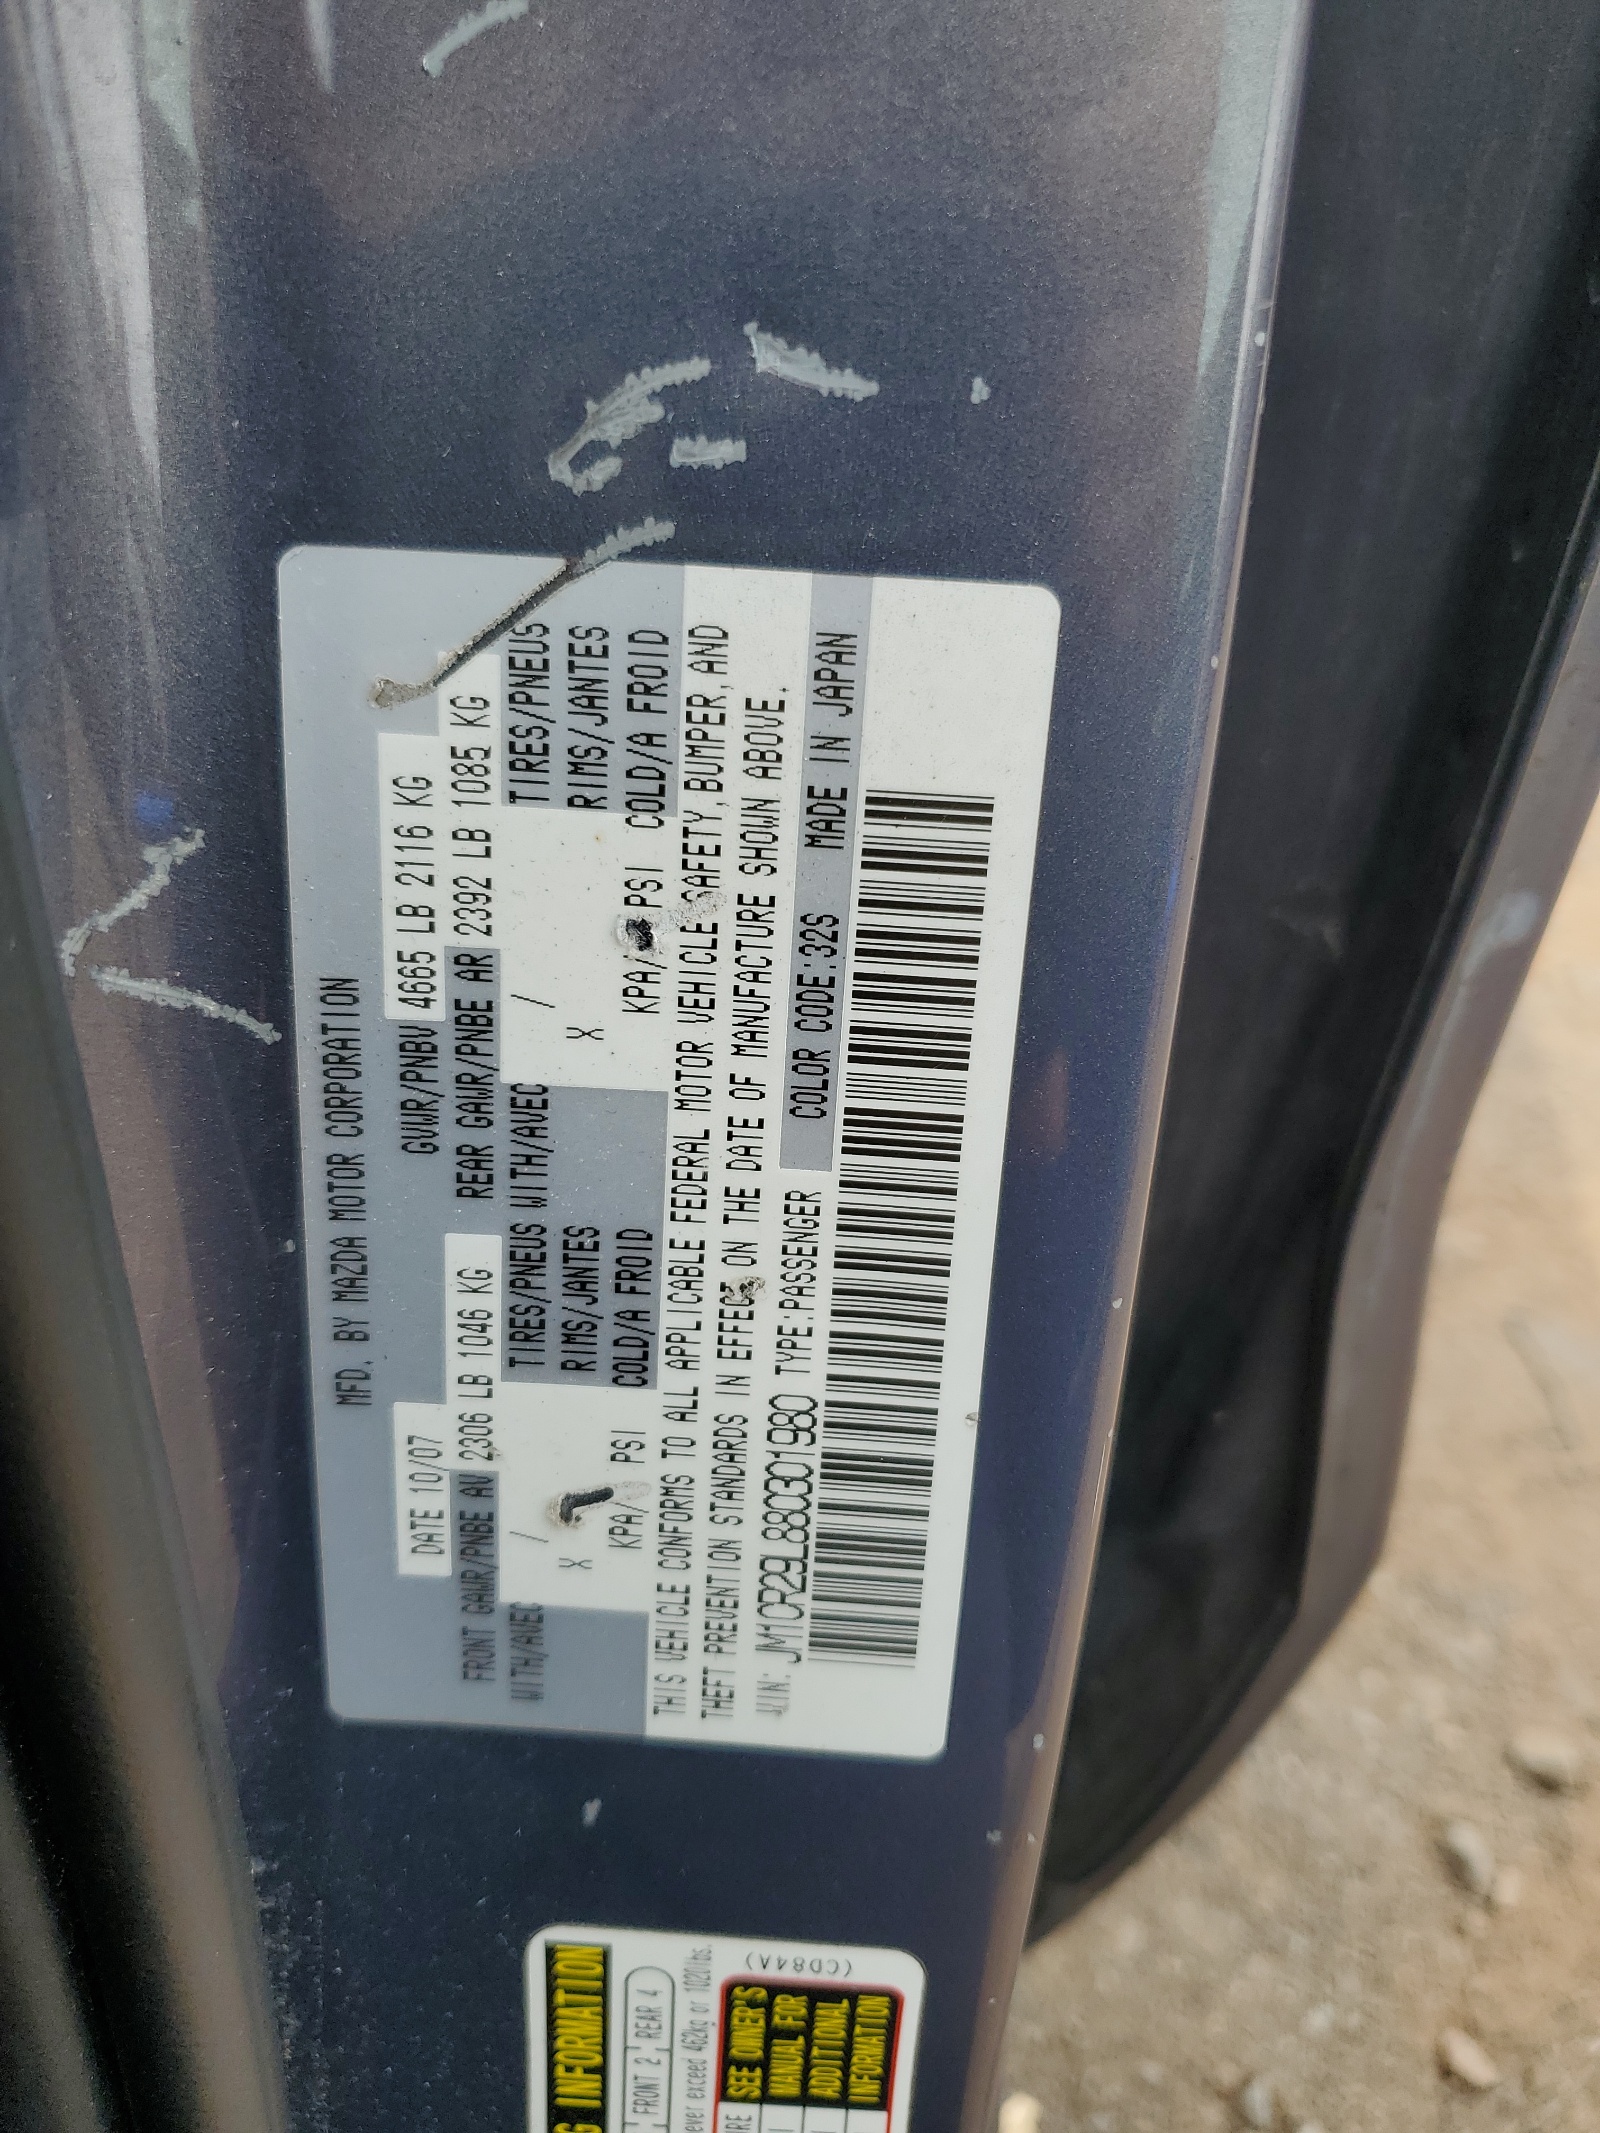 MFD. BY MAZDA MOTOR CORPORATION
DATE 10/07 GVWR/PNBV 4665 LB 2116 KG
FRONT GAWR/PNBE AV 2306 LB 1046 KG REAR GAWR/PNBE AR 2392 LB 1085 KG
WITH/AVEC / TIRES/PNEUS WITH/AVEC / TIRES/PNEUS
X RIMS/JANTES X RIMS/JANTES
KPA/ PSI COLD/A FROID KPA/ PSI COLD/A FROID
THIS VEHICLE CONFORMS TO ALL APPLICABLE FEDERAL MOTOR VEHICLE SAFETY, BUMPER, AND
THEFT PREVENTION STANDARDS IN EFFECT ON THE DATE OF MANUFACTURE SHOWN ABOVE.
VIN: JM1CR29L880301980 TYPE:PASSENGER COLOR CODE:32S MADE IN JAPAN
G INFORMATION
FRONT 2 REAR 4
ever exceed 462kg or 1020lbs.
SEE OWNER'S
MANUAL FOR
ADDITIONAL
INFORMATION
(CD84A)